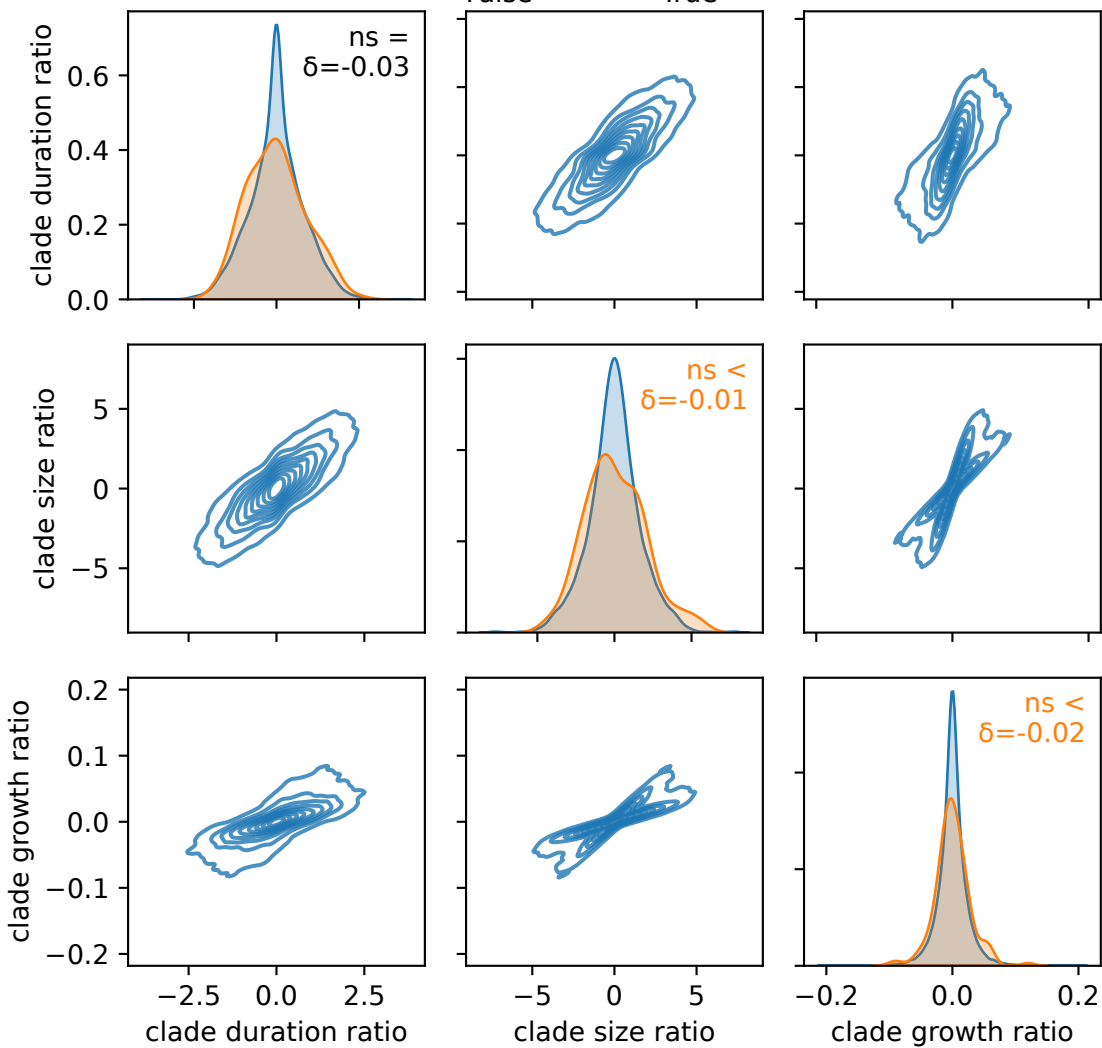 clade duration ratio
0.6
0.4
0.2
0.0
ns =
δ=-0.03
clade size ratio
5
0
−5
ns <
δ=-0.01
clade growth ratio
0.2
0.1
0.0
−0.1
−0.2
ns <
δ=-0.02
−2.5 0.0 2.5
−5 0 5
−0.2 0.0 0.2
clade duration ratio
clade size ratio
clade growth ratio